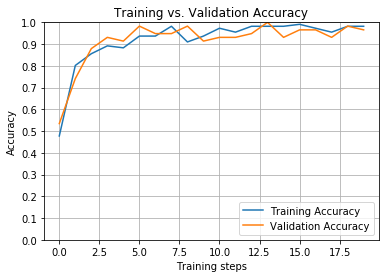 Training vs. Validation Accuracy
1.0
0.9
0.8
0.7
0.6
0.5
0.4
0.3
0.2
0.1
0.0
Accuracy
Training Accuracy
Validation Accuracy
0.0 2.5 5.0 7.5 10.0 12.5 15.0 17.5
Training steps